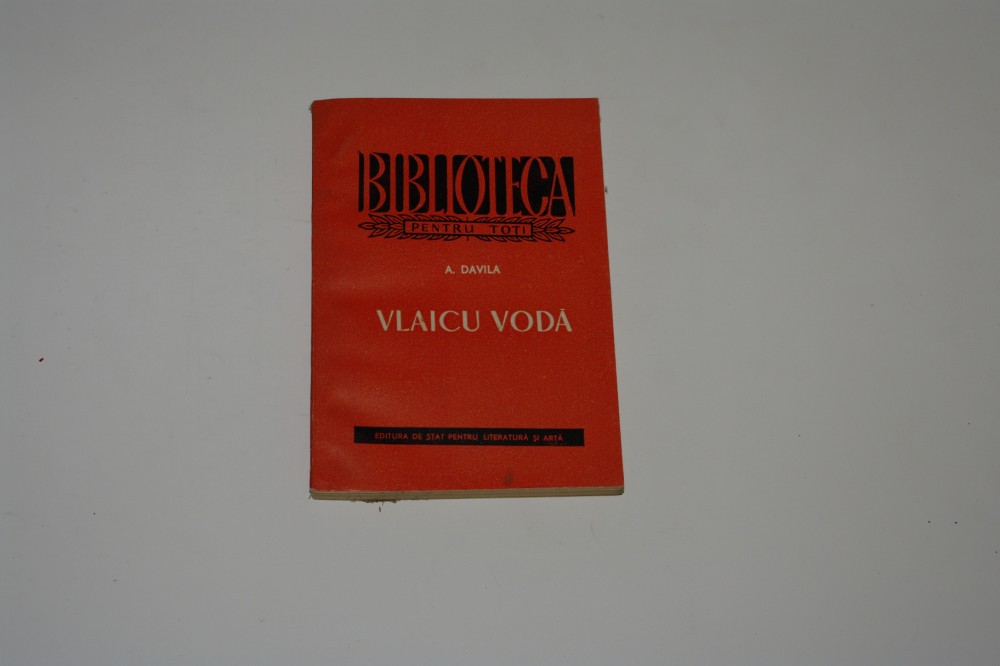 BIBLIOTECA
PENTRU TOȚI
A. DAVILA
VLAICU VODĂ
EDITURA DE STAT PENTRU LITERATURĂ ȘI ARTĂ